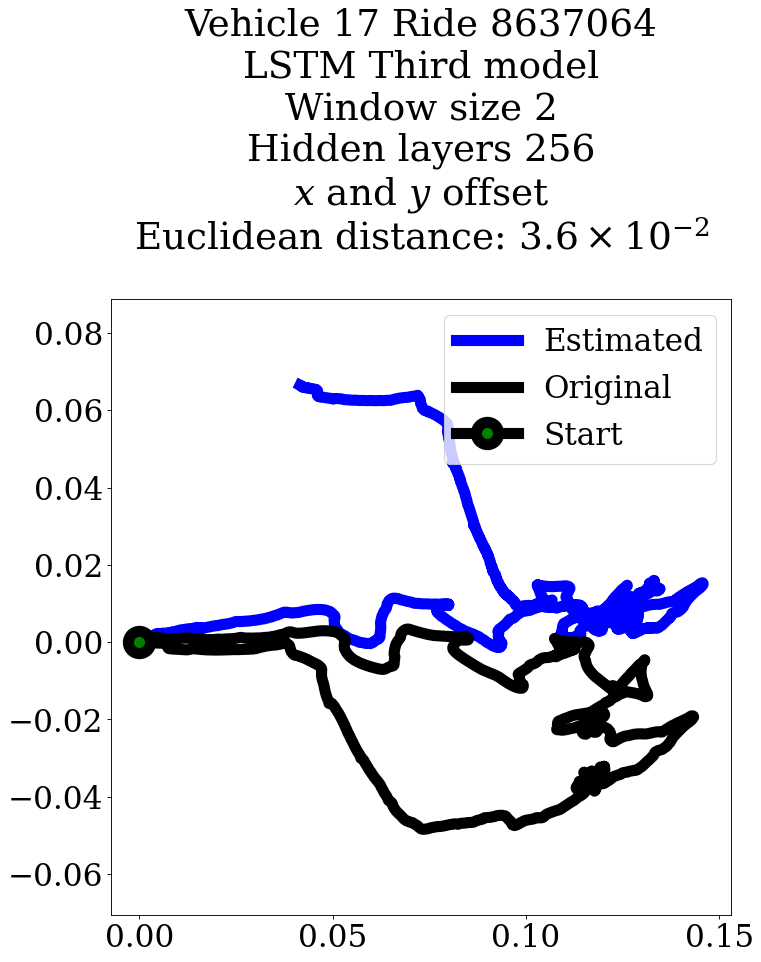 Vehicle 17 Ride 8637064
LSTM Third model
Window size 2
Hidden layers 256
x and y offset
Euclidean distance: 3.6 × 10⁻²
Estimated
Original
Start
0.08
0.06
0.04
0.02
0.00
−0.02
−0.04
−0.06
0.00 0.05 0.10 0.15